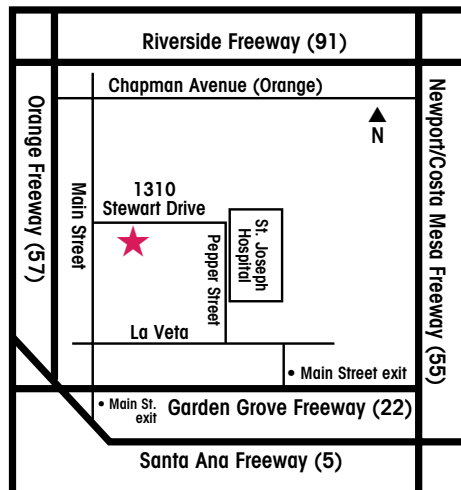 Riverside Freeway (91)
Chapman Avenue (Orange)
N
Orange Freeway (57)
Main Street
Newport/Costa Mesa Freeway (55)
1310
Stewart Drive
Pepper Street
St. Joseph
Hospital
La Veta
• Main Street exit
• Main St.
exit
Garden Grove Freeway (22)
Santa Ana Freeway (5)